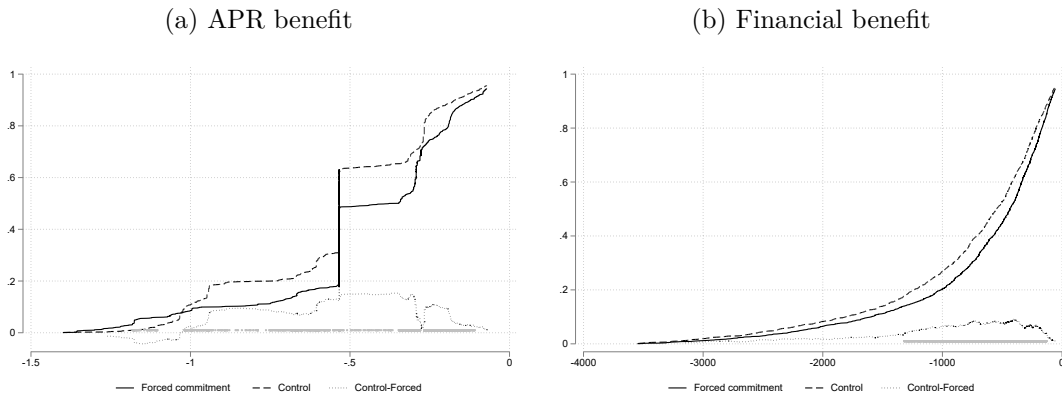 (a) APR benefit
(b) Financial benefit
1
.8
.6
.4
.2
0
-1.5 -1 -.5 0
Forced commitment Control Control-Forced
1
.8
.6
.4
.2
0
-4000 -3000 -2000 -1000 0
Forced commitment Control Control-Forced